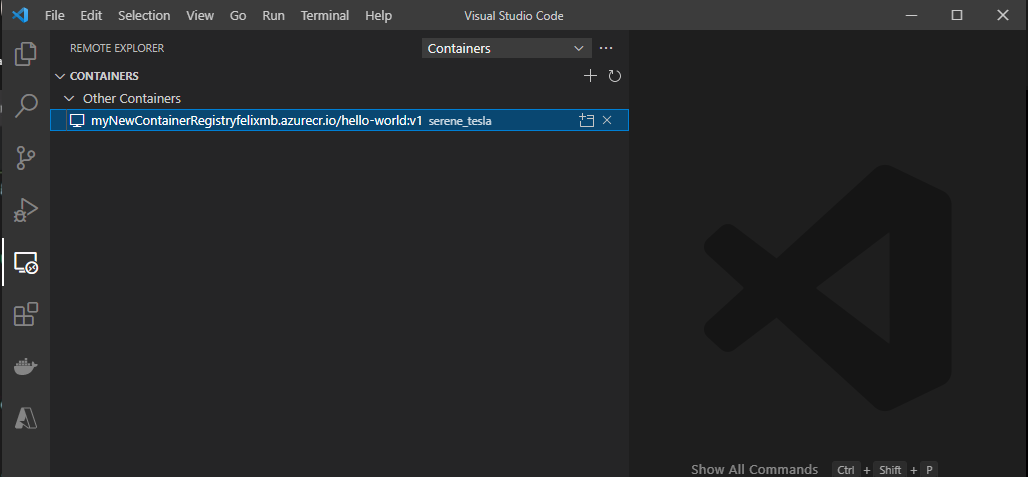 File Edit Selection View Go Run Terminal Help Visual Studio Code
REMOTE EXPLORER Containers
CONTAINERS
Other Containers
myNewContainerRegistryfelixmb.azurecr.io/hello-world:v1 serene_tesla
Show All Commands Ctrl + Shift + P